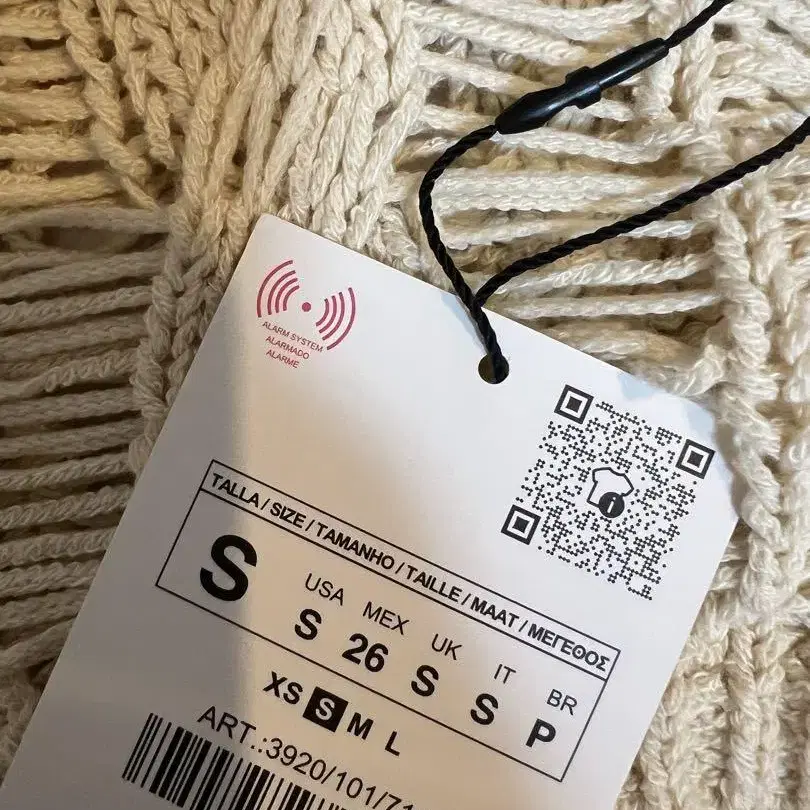 ALARM SYSTEM
ALARMADO
ALARME
TALLA / SIZE / TAMANHO / TAILLE / MAAT / ΜΕΓΕΘΟΣ
S
USA MEX UK IT BR
S 26 S S P
XS S M L
ART.:3920/101/71